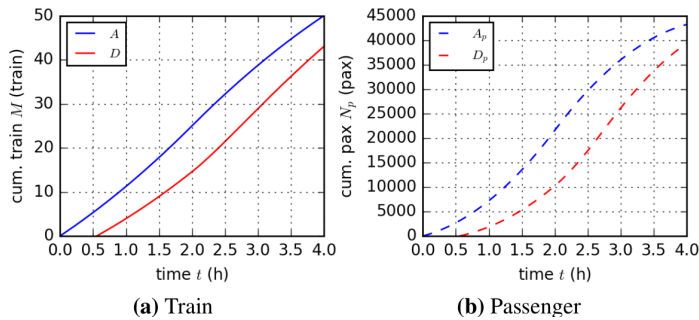 50
40
30
20
10
0
cum. train M (train)
A
D
0.0 0.5 1.0 1.5 2.0 2.5 3.0 3.5 4.0
time t (h)
(a) Train
45000
40000
35000
30000
25000
20000
15000
10000
5000
0
cum. pax N_p (pax)
A_p
D_p
0.0 0.5 1.0 1.5 2.0 2.5 3.0 3.5 4.0
time t (h)
(b) Passenger